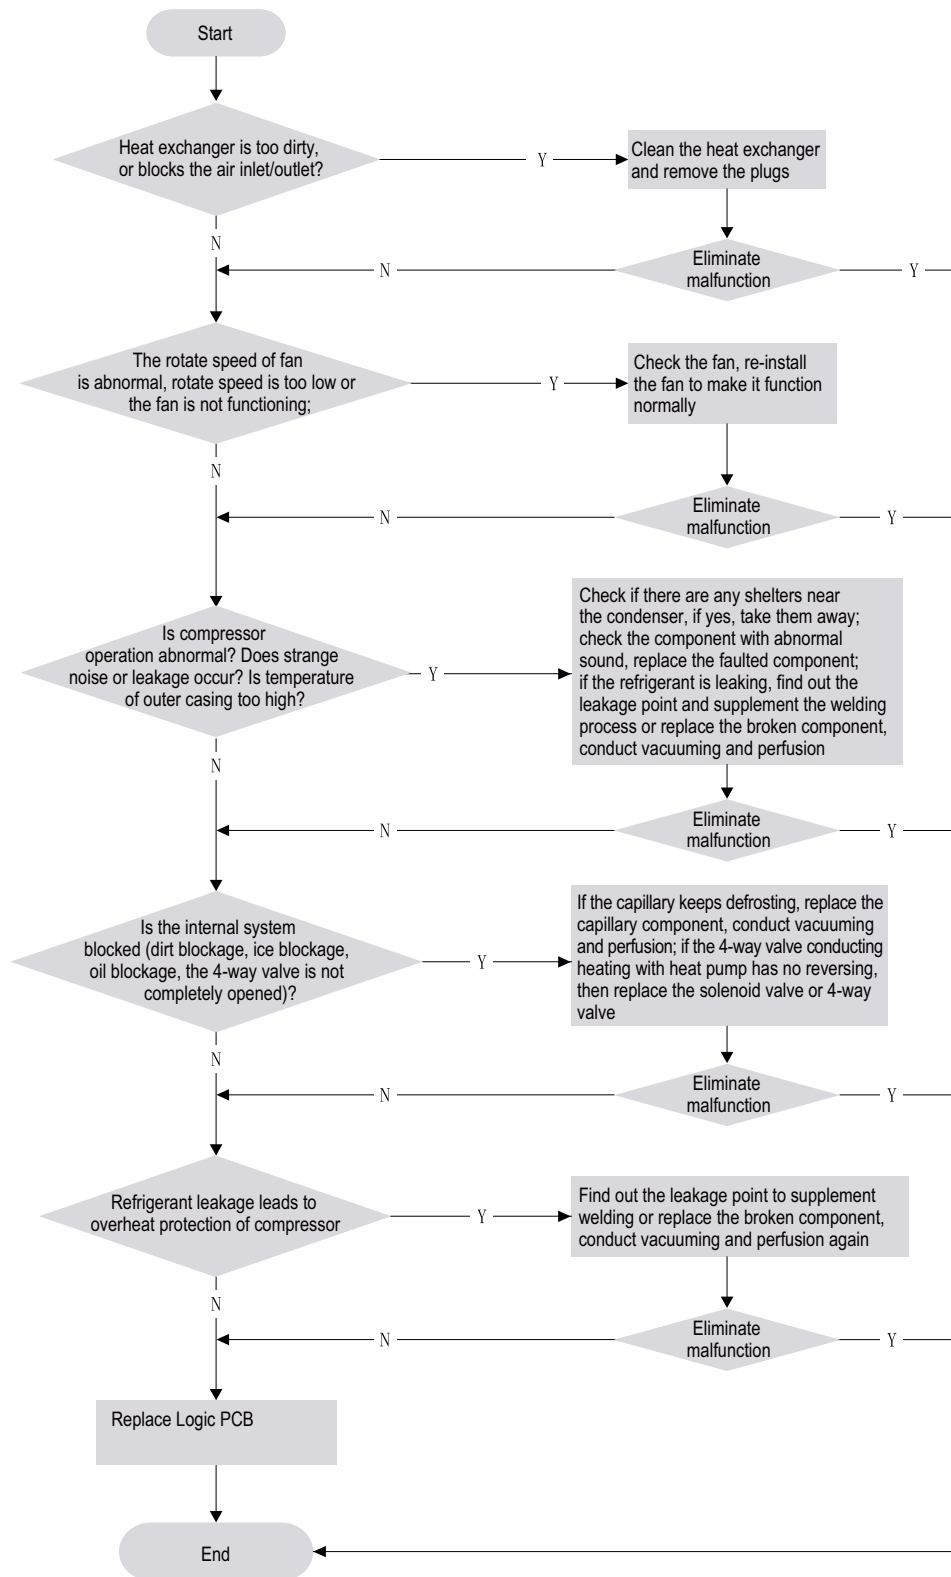 Start
Heat exchanger is too dirty,
or blocks the air inlet/outlet?
Y
Clean the heat exchanger
and remove the plugs
N
Eliminate
malfunction
N
Y
The rotate speed of fan
is abnormal, rotate speed is too low or
the fan is not functioning;
Y
Check the fan, re-install
the fan to make it function
normally
N
Eliminate
malfunction
N
Y
Is compressor
operation abnormal? Does strange
noise or leakage occur? Is temperature
of outer casing too high?
Y
Check if there are any shelters near
the condenser, if yes, take them away;
check the component with abnormal
sound, replace the faulted component;
if the refrigerant is leaking, find out the
leakage point and supplement the welding
process or replace the broken component,
conduct vacuuming and perfusion
N
Eliminate
malfunction
N
Y
Is the internal system
blocked (dirt blockage, ice blockage,
oil blockage, the 4-way valve is not
completely opened)?
Y
If the capillary keeps defrosting, replace the
capillary component, conduct vacuuming
and perfusion; if the 4-way valve conducting
heating with heat pump has no reversing,
then replace the solenoid valve or 4-way
valve
N
Eliminate
malfunction
N
Y
Refrigerant leakage leads to
overheat protection of compressor
Y
Find out the leakage point to supplement
welding or replace the broken component,
conduct vacuuming and perfusion again
N
Eliminate
malfunction
N
Y
Replace Logic PCB
End